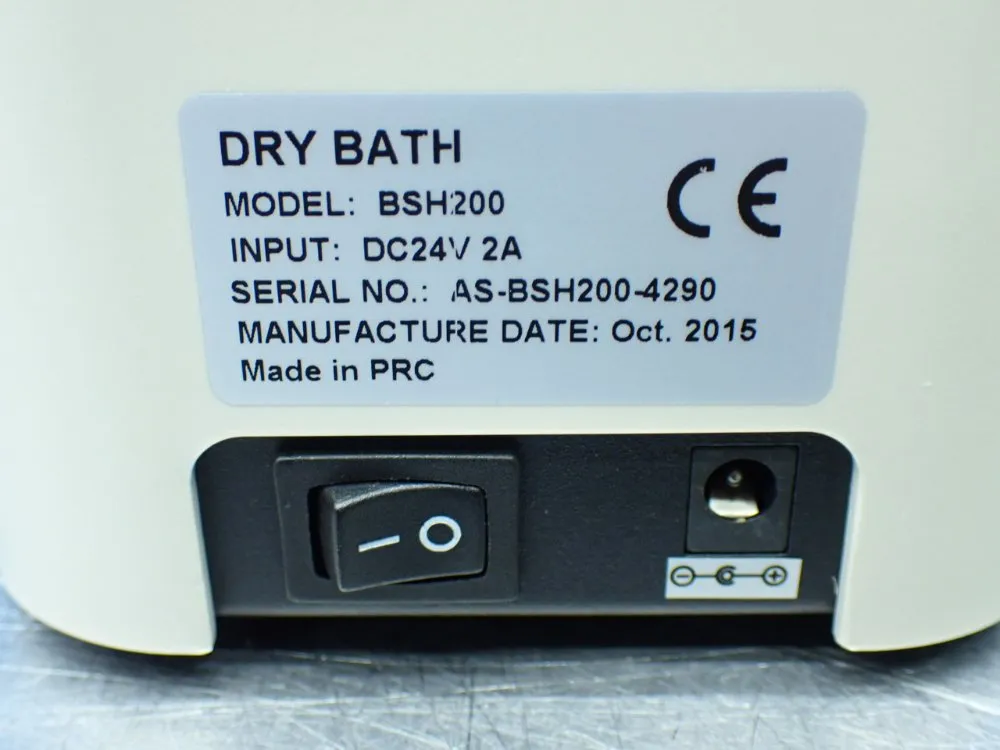 DRY BATH
MODEL: BSH200
INPUT: DC24V 2A
SERIAL NO.: AS-BSH200-4290
MANUFACTURE DATE: Oct. 2015
Made in PRC
CE
I O